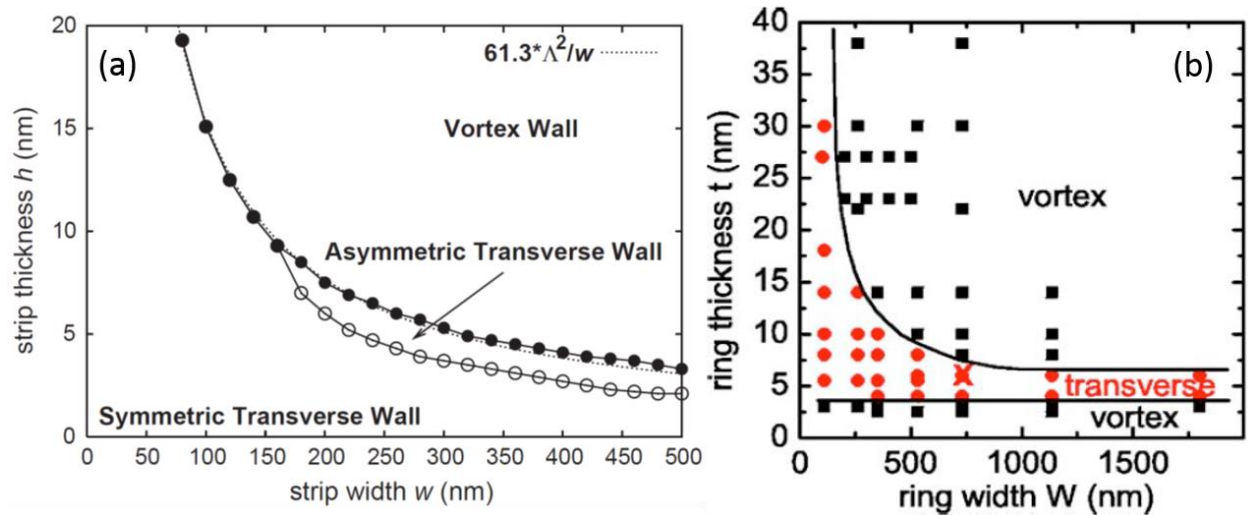 (a)
61.3*Λ²/w
Vortex Wall
Asymmetric Transverse Wall
Symmetric Transverse Wall
strip thickness h (nm)
20
15
10
5
0
0 50 100 150 200 250 300 350 400 450 500
strip width w (nm)
(b)
vortex
transverse
vortex
ring thickness t (nm)
40
35
30
25
20
15
10
5
0
0 500 1000 1500
ring width W (nm)